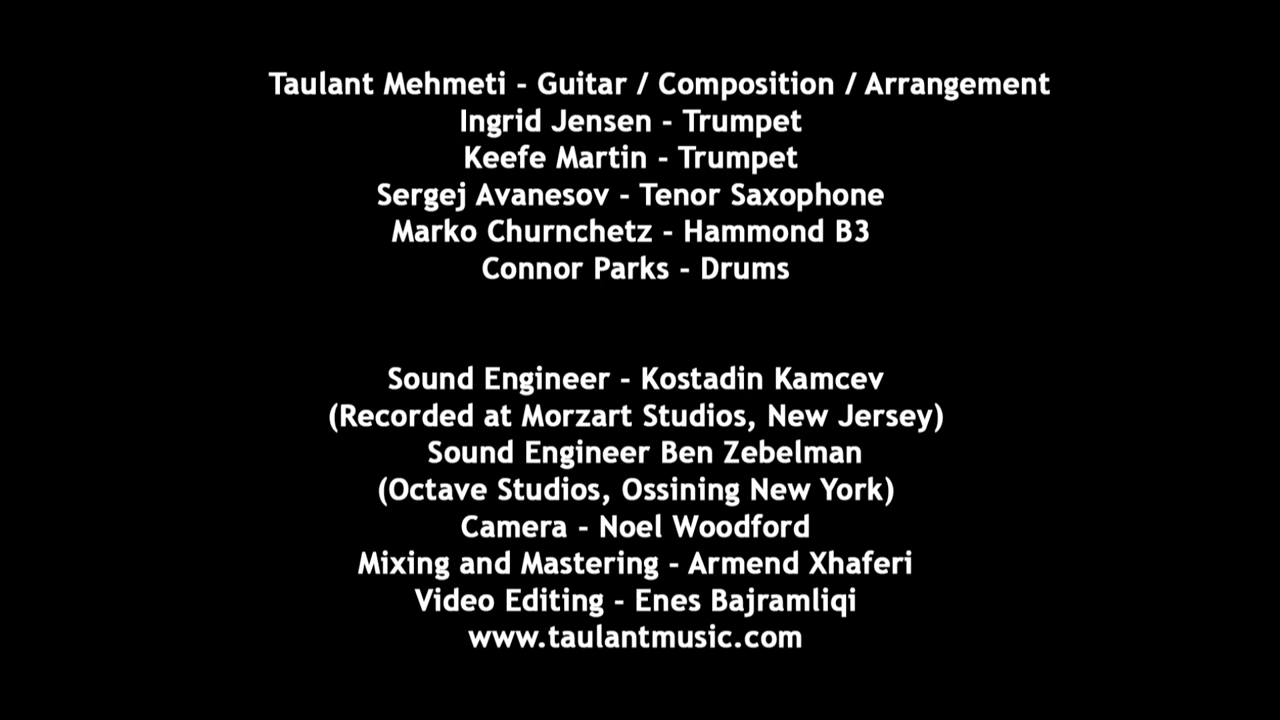 Taulant Mehmeti - Guitar / Composition / Arrangement
Ingrid Jensen - Trumpet
Keefe Martin - Trumpet
Sergej Avanesov - Tenor Saxophone
Marko Churnchetz - Hammond B3
Connor Parks - Drums
Sound Engineer - Kostadin Kamcev
(Recorded at Morzart Studios, New Jersey)
Sound Engineer Ben Zebelman
(Octave Studios, Ossining New York)
Camera - Noel Woodford
Mixing and Mastering - Armend Xhaferi
Video Editing - Enes Bajramliqi
www.taulantmusic.com